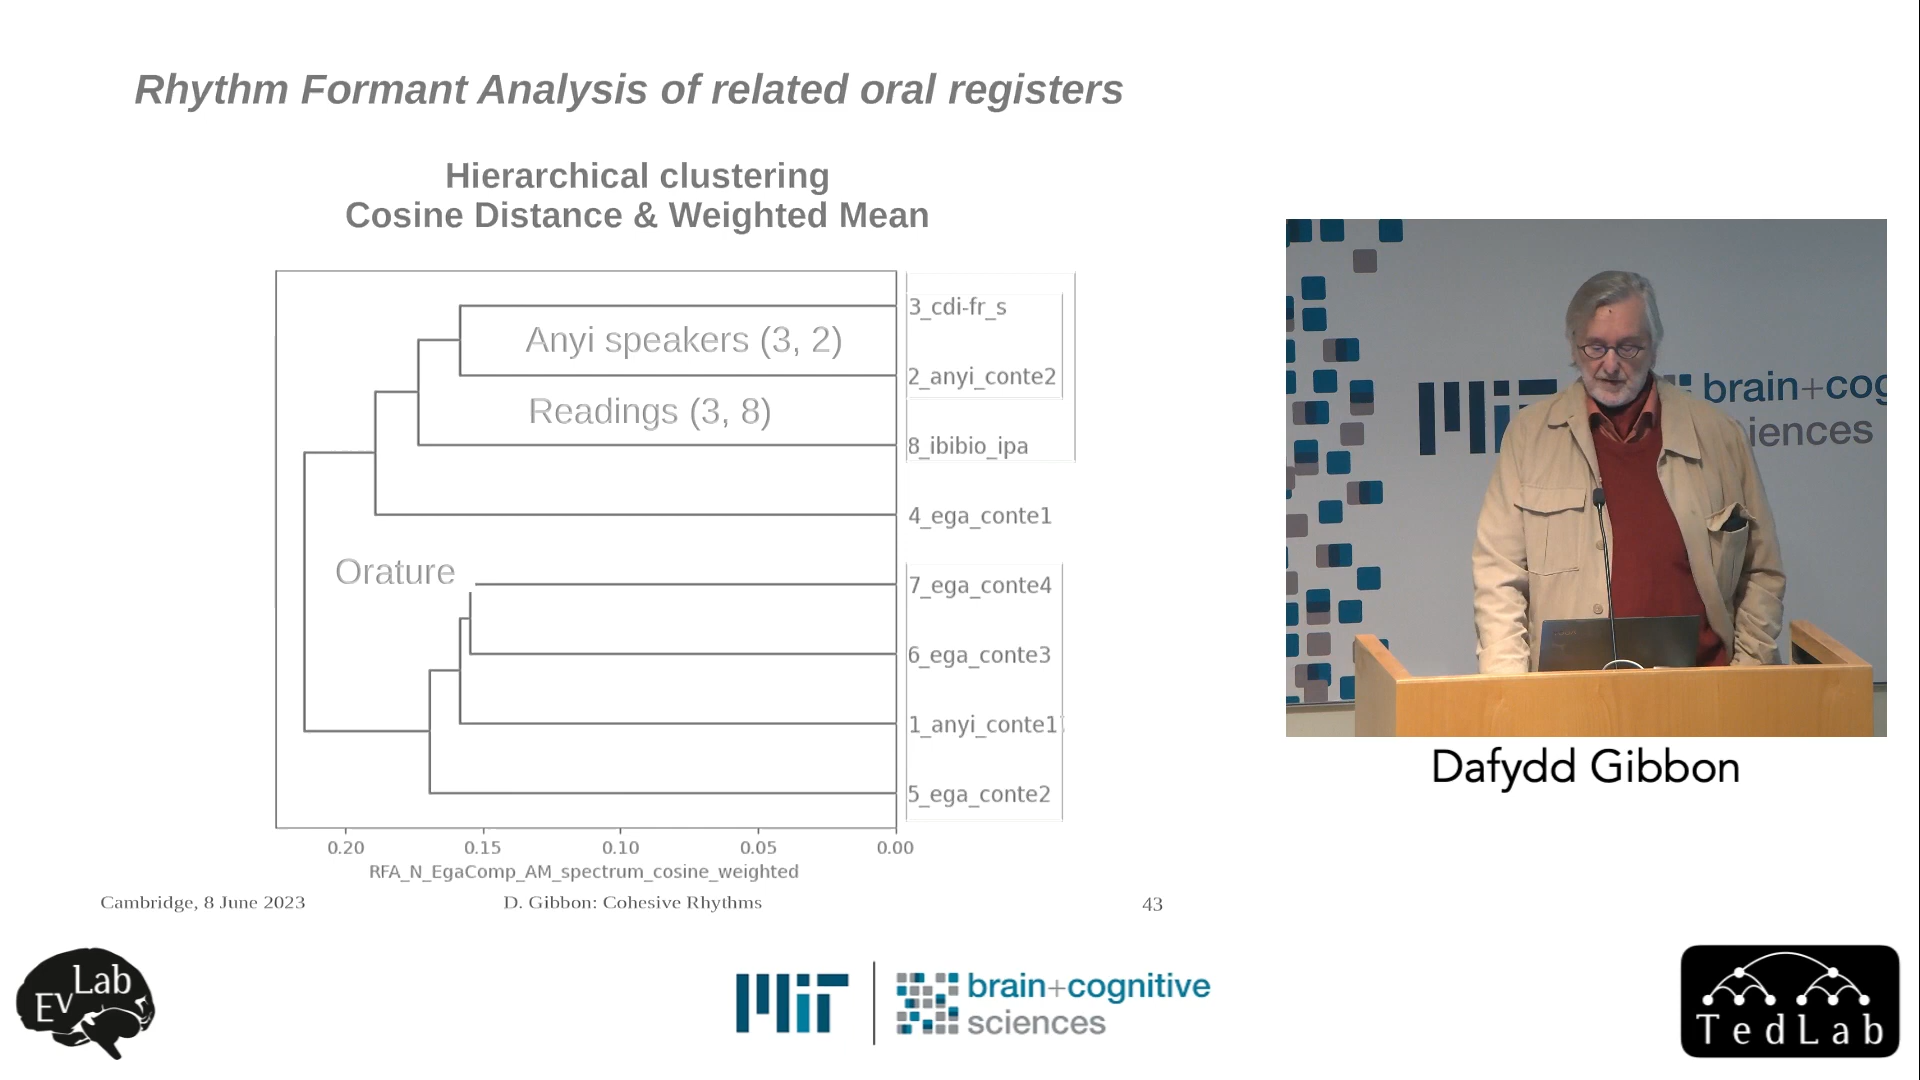 Rhythm Formant Analysis of related oral registers
Hierarchical clustering
Cosine Distance & Weighted Mean
3_cdi-fr_s
Anyi speakers (3, 2)
2_anyi_conte2
Readings (3, 8)
8_ibibio_ipa
4_ega_conte1
Orature
7_ega_conte4
6_ega_conte3
1_anyi_conte1
5_ega_conte2
0.20 0.15 0.10 0.05 0.00
RFA_N_EgaComp_AM_spectrum_cosine_weighted
Cambridge, 8 June 2023 D. Gibbon: Cohesive Rhythms 43
brain+cog
iences
Dafydd Gibbon
EvLab
MIT
brain+cognitive
sciences
TedLab